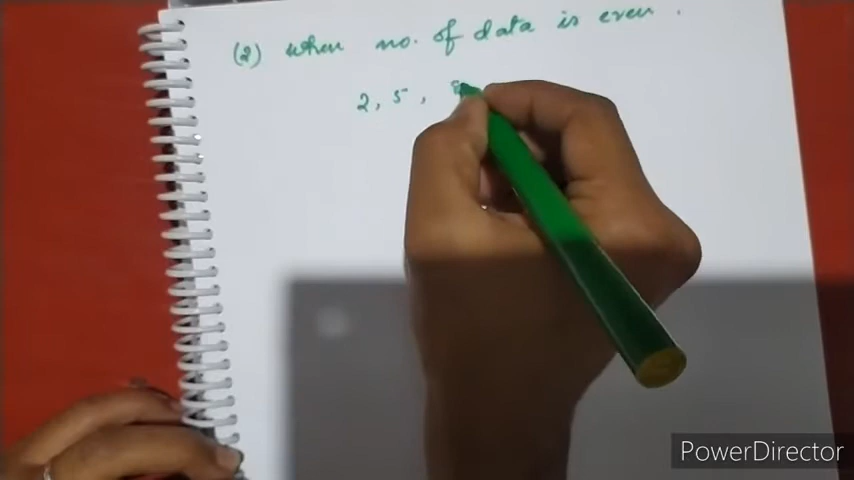 (2) when no. of data is even.
2, 5,
PowerDirector